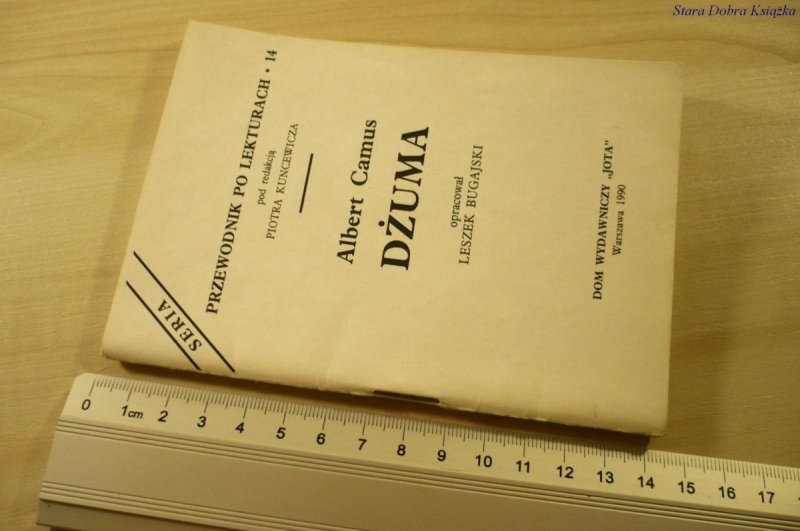 Stara Dobra Książka
SERIA
PRZEWODNIK PO LEKTURACH • 14
pod redakcją
PIOTRA KUNCEWICZA
Albert Camus
DŻUMA
opracował
LESZEK BUGAJSKI
DOM WYDAWNICZY „JOTA”
Warszawa 1990
0 1cm 2 3 4 5 6 7 8 9 10 11 12 13 14 15 16 17